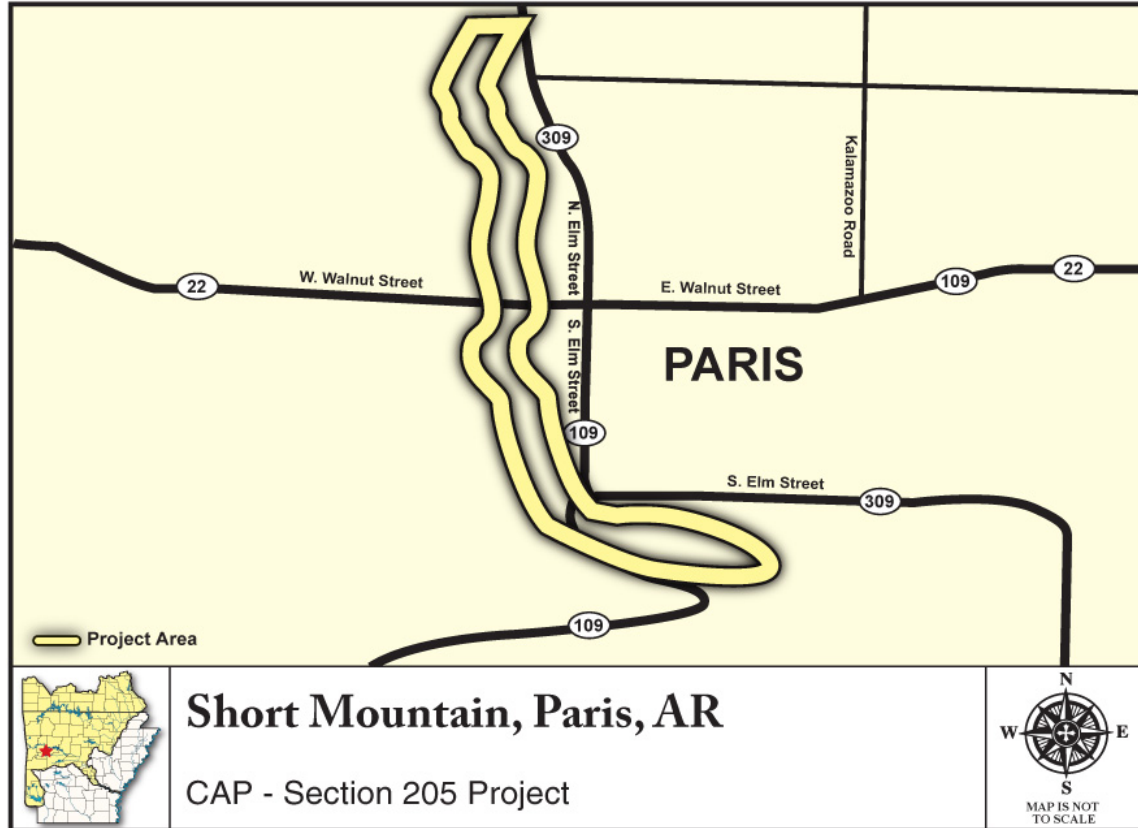 309
Kalamazoo Road
N. Elm Street
22
W. Walnut Street
E. Walnut Street
109
22
S. Elm Street
PARIS
109
S. Elm Street
309
109
Project Area
Short Mountain, Paris, AR
CAP - Section 205 Project
N
W
E
S
MAP IS NOT
TO SCALE